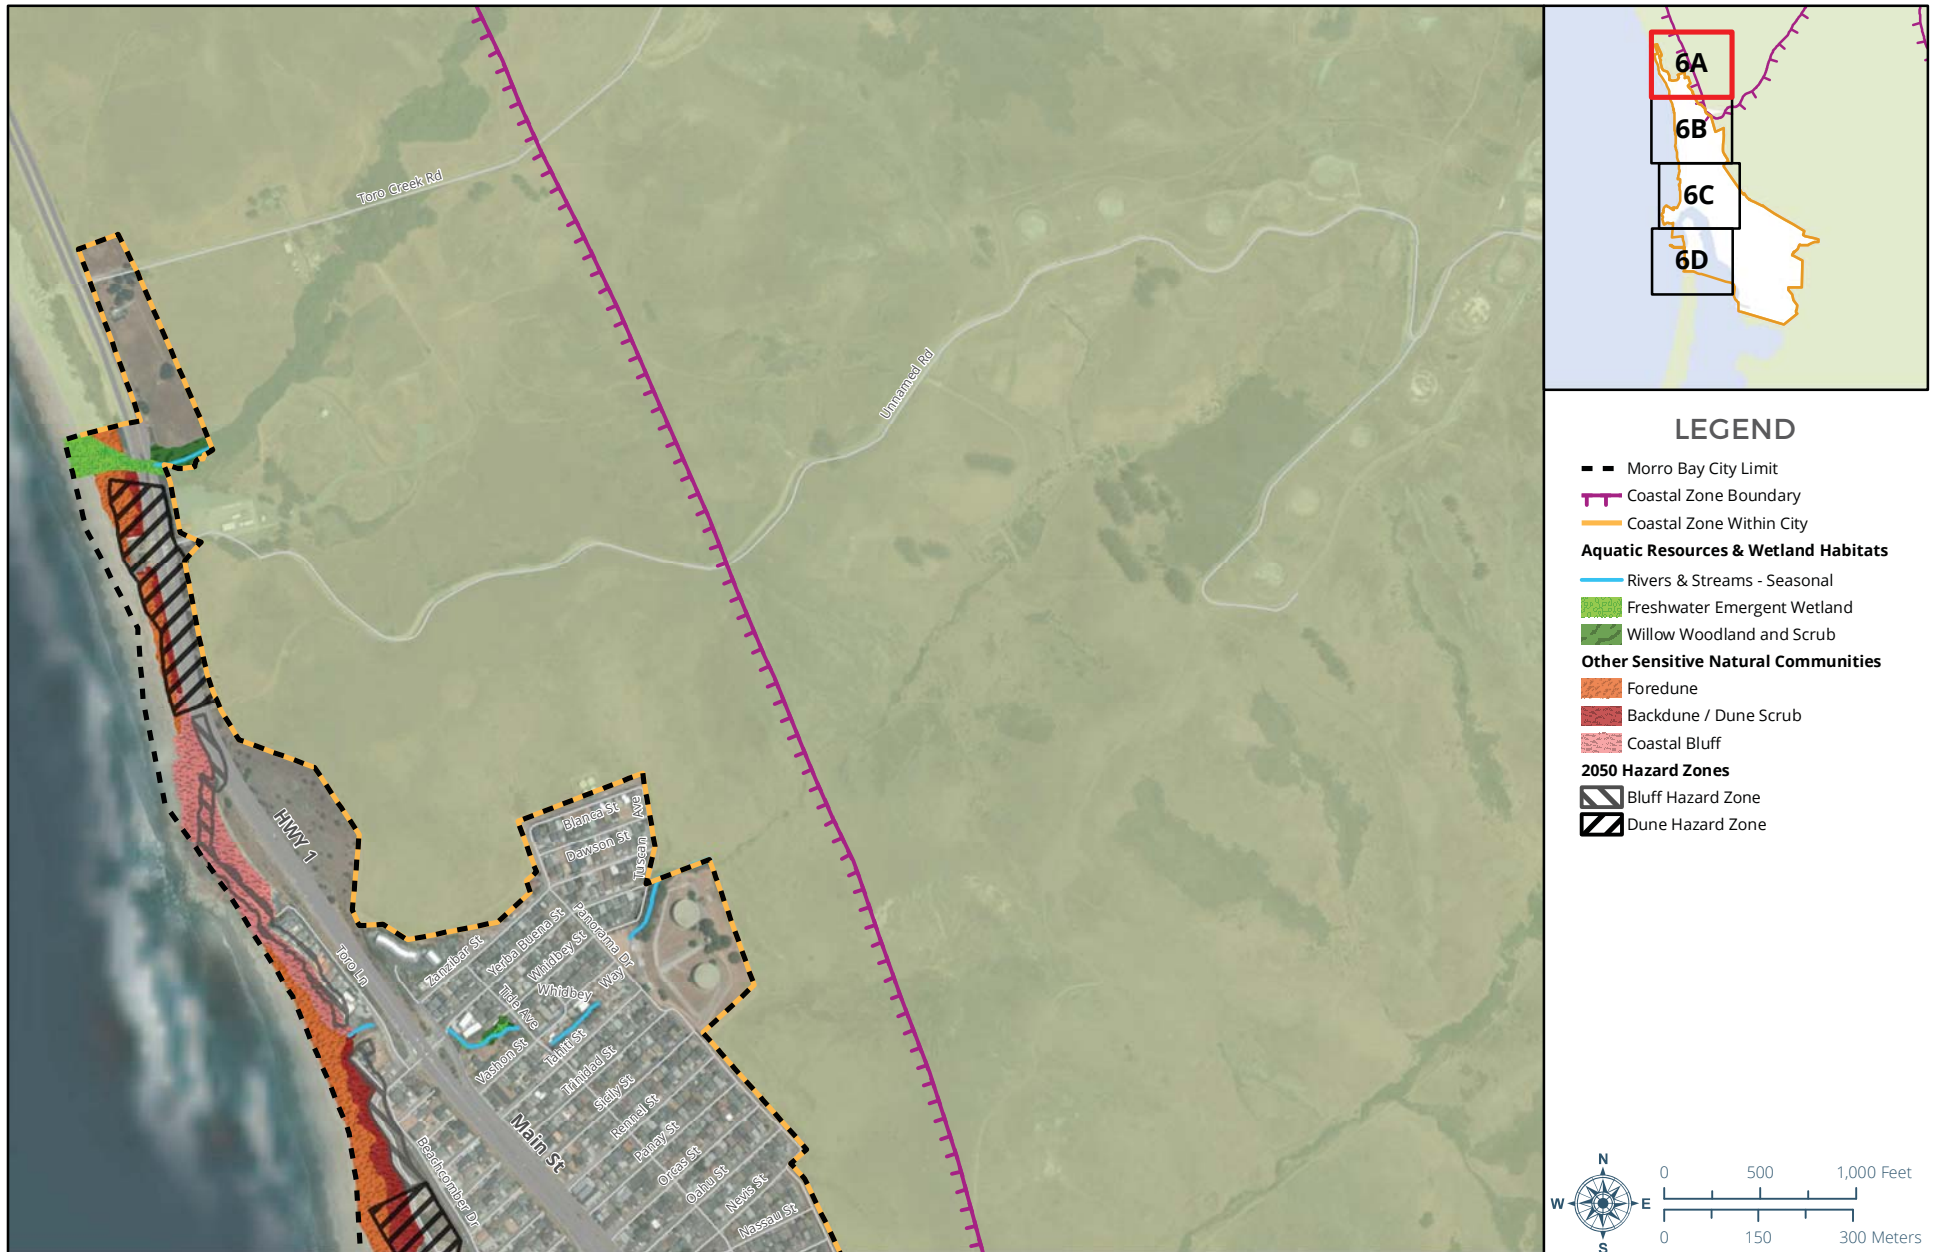 Toro Creek Rd
Unnamed Rd
HWY 1
Blanca St
Dawson St
Tuscan Ave
Panorama Dr
Zanzibar St
Yerba Buena St
Whidbey St
Whidbey Way
Tide Ave
Toro Ln
Vashon St
Tahiti St
Trinidad St
Sicily St
Rennel St
Panay St
Orcas St
Oahu St
Nevis St
Nassau St
Main St
Beachcomber Dr
6A
6B
6C
6D
LEGEND
Morro Bay City Limit
Coastal Zone Boundary
Coastal Zone Within City
Aquatic Resources & Wetland Habitats
Rivers & Streams - Seasonal
Freshwater Emergent Wetland
Willow Woodland and Scrub
Other Sensitive Natural Communities
Foredune
Backdune / Dune Scrub
Coastal Bluff
2050 Hazard Zones
Bluff Hazard Zone
Dune Hazard Zone
N
W E
S
0 500 1,000 Feet
0 150 300 Meters